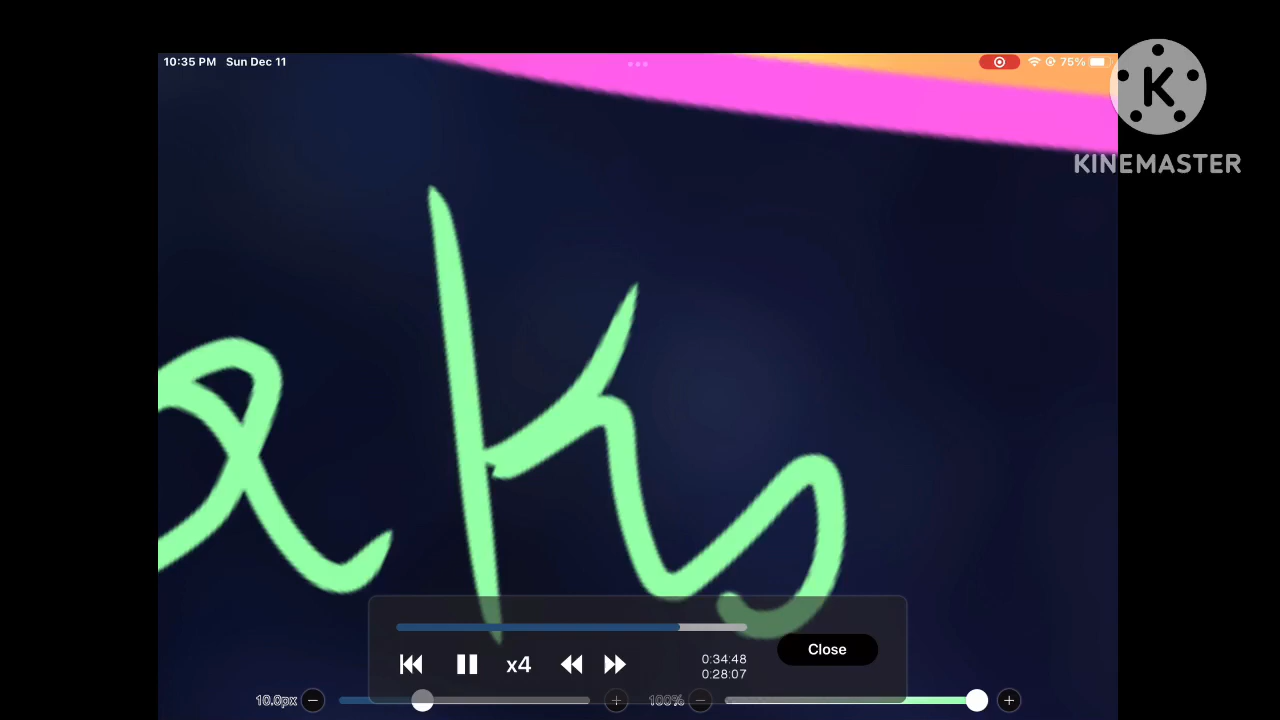 10:35 PM Sun Dec 11 75%
K
KINEMASTER
aks
x4
0:34:48
0:28:07
Close
10.0px 100%